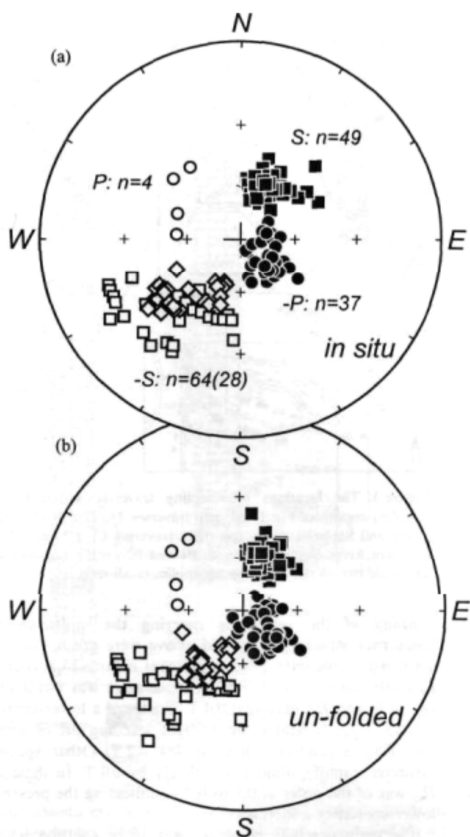 N
(a)
S: n=49
P: n=4
W
E
-P: n=37
in situ
-S: n=64(28)
S
(b)
W
E
un-folded
S